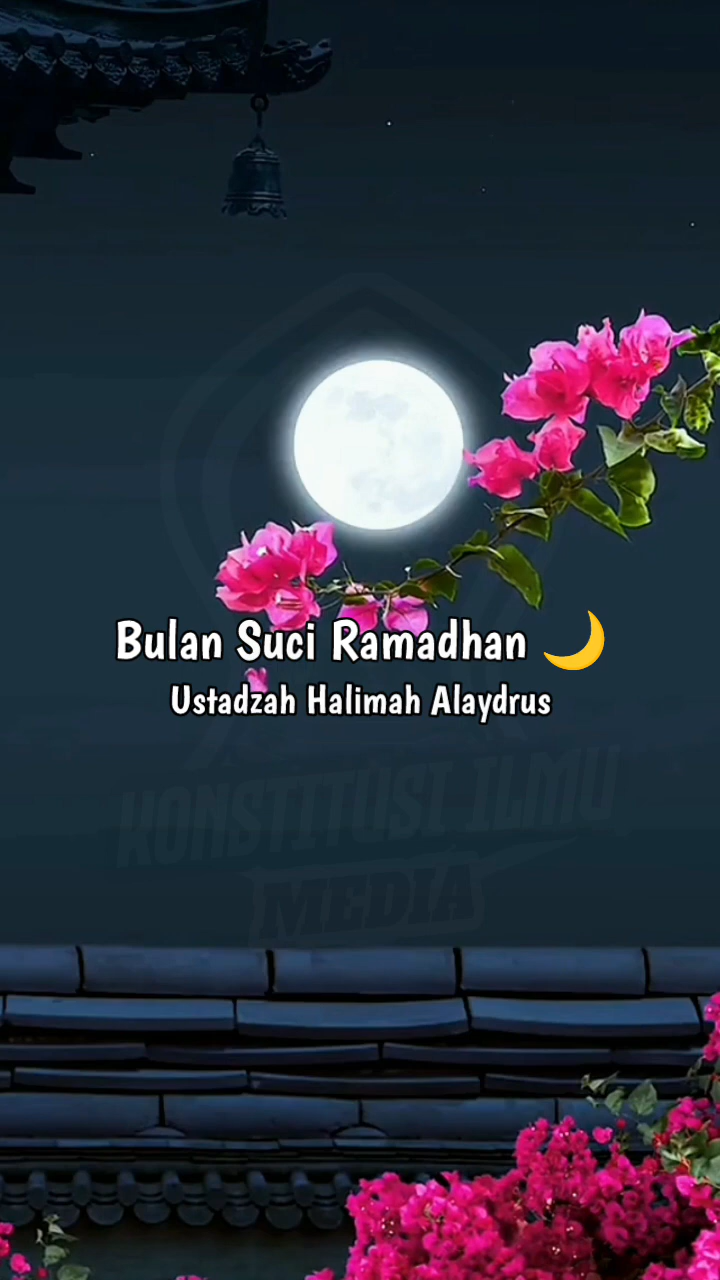 Bulan Suci Ramadhan 🌙
Ustadzah Halimah Alaydrus
KONSTITUSI ILMU
MEDIA